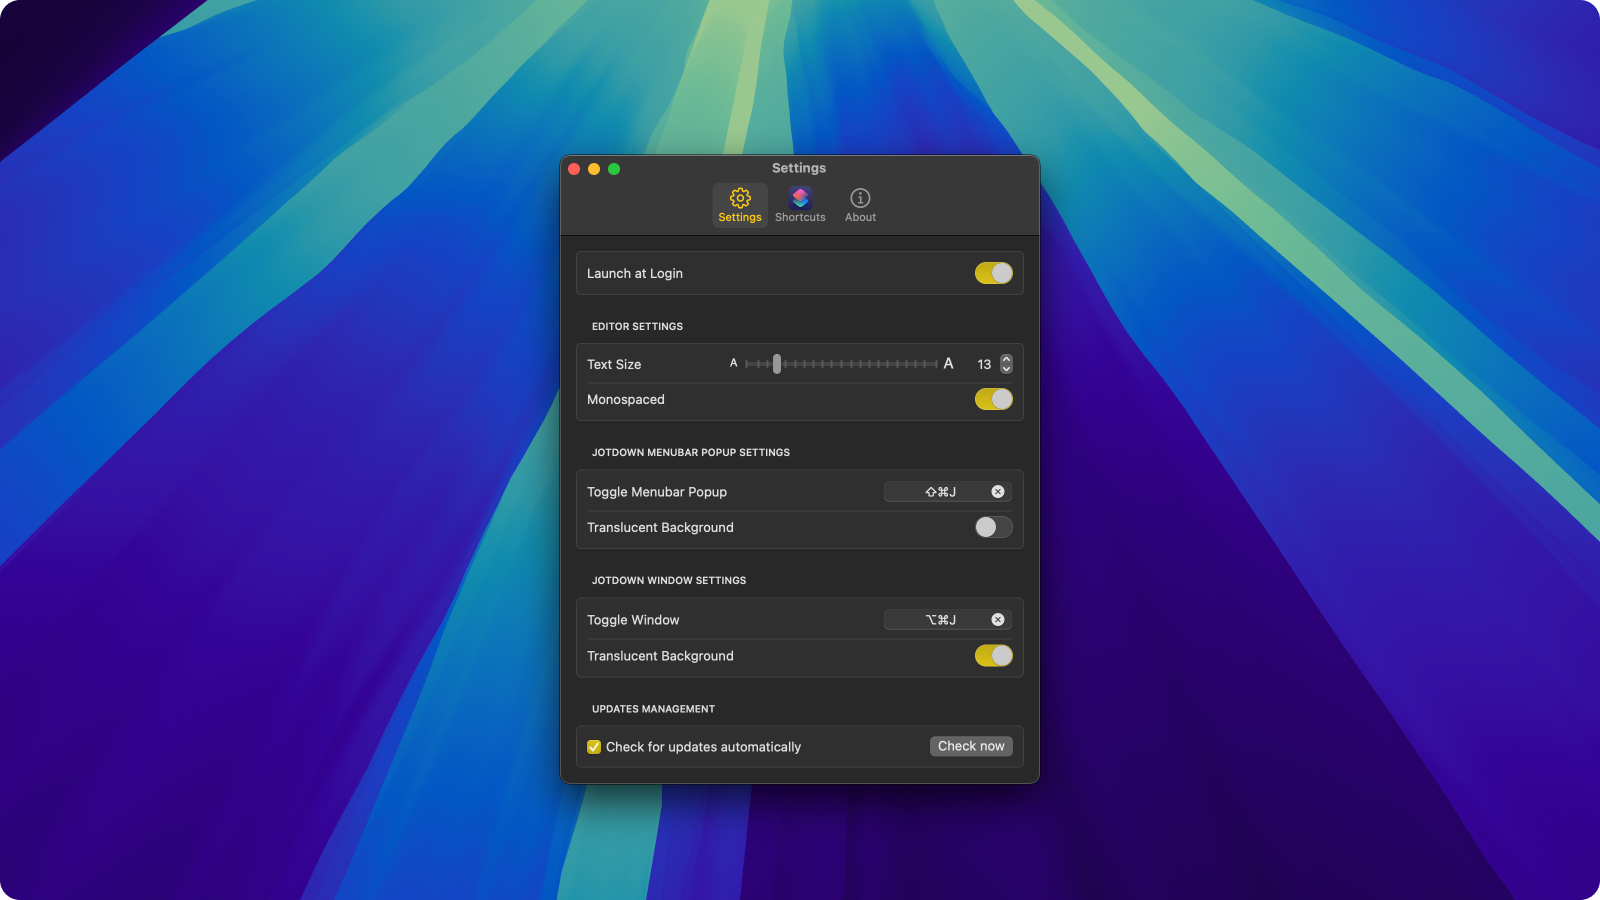 Settings
Settings Shortcuts About
Launch at Login
EDITOR SETTINGS
Text Size A A 13
Monospaced
JOTDOWN MENUBAR POPUP SETTINGS
Toggle Menubar Popup ⇧⌘J
Translucent Background
JOTDOWN WINDOW SETTINGS
Toggle Window ⌥⌘J
Translucent Background
UPDATES MANAGEMENT
Check for updates automatically Check now